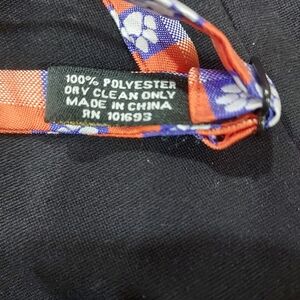 100% POLYESTER
DRY CLEAN ONLY
MADE IN CHINA
RN 101693